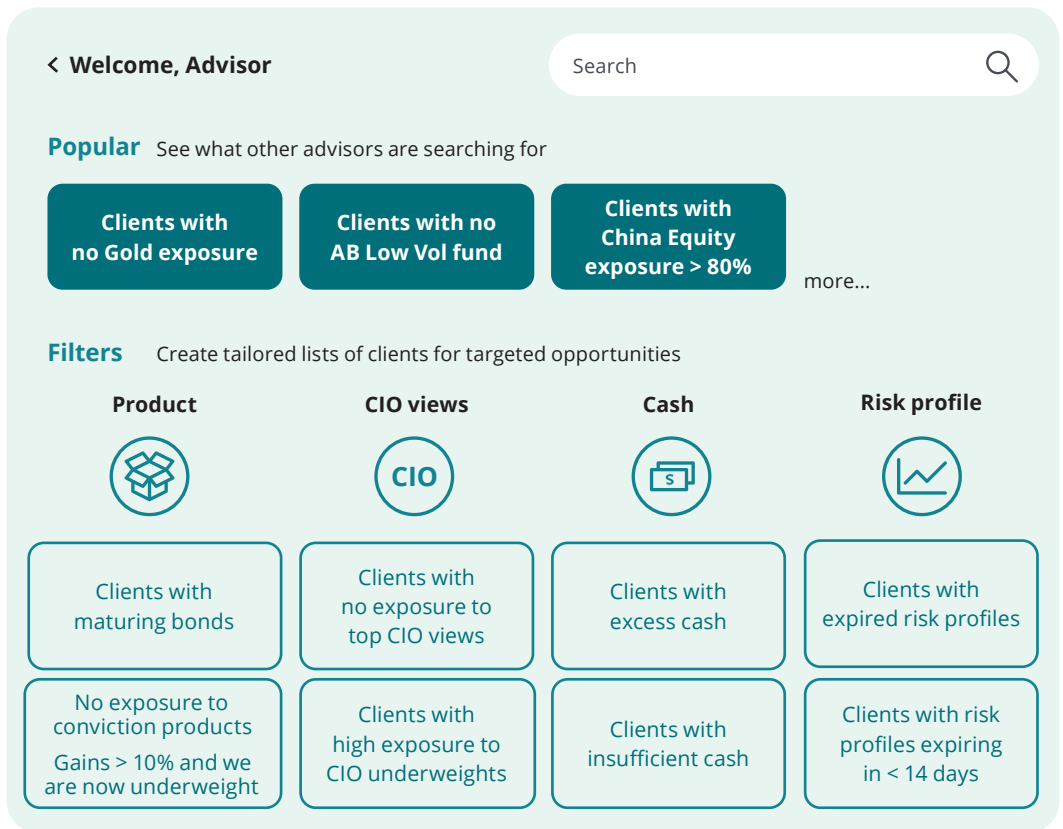 < Welcome, Advisor
Search
Popular See what other advisors are searching for
Clients with
no Gold exposure
Clients with no
AB Low Vol fund
Clients with
China Equity
exposure > 80%
more...
Filters Create tailored lists of clients for targeted opportunities
Product
CIO views
Cash
Risk profile
CIO
$
Clients with
maturing bonds
Clients with
no exposure to
top CIO views
Clients with
excess cash
Clients with
expired risk profiles
No exposure to
conviction products
Gains > 10% and we
are now underweight
Clients with
high exposure to
CIO underweights
Clients with
insufficient cash
Clients with risk
profiles expiring
in < 14 days